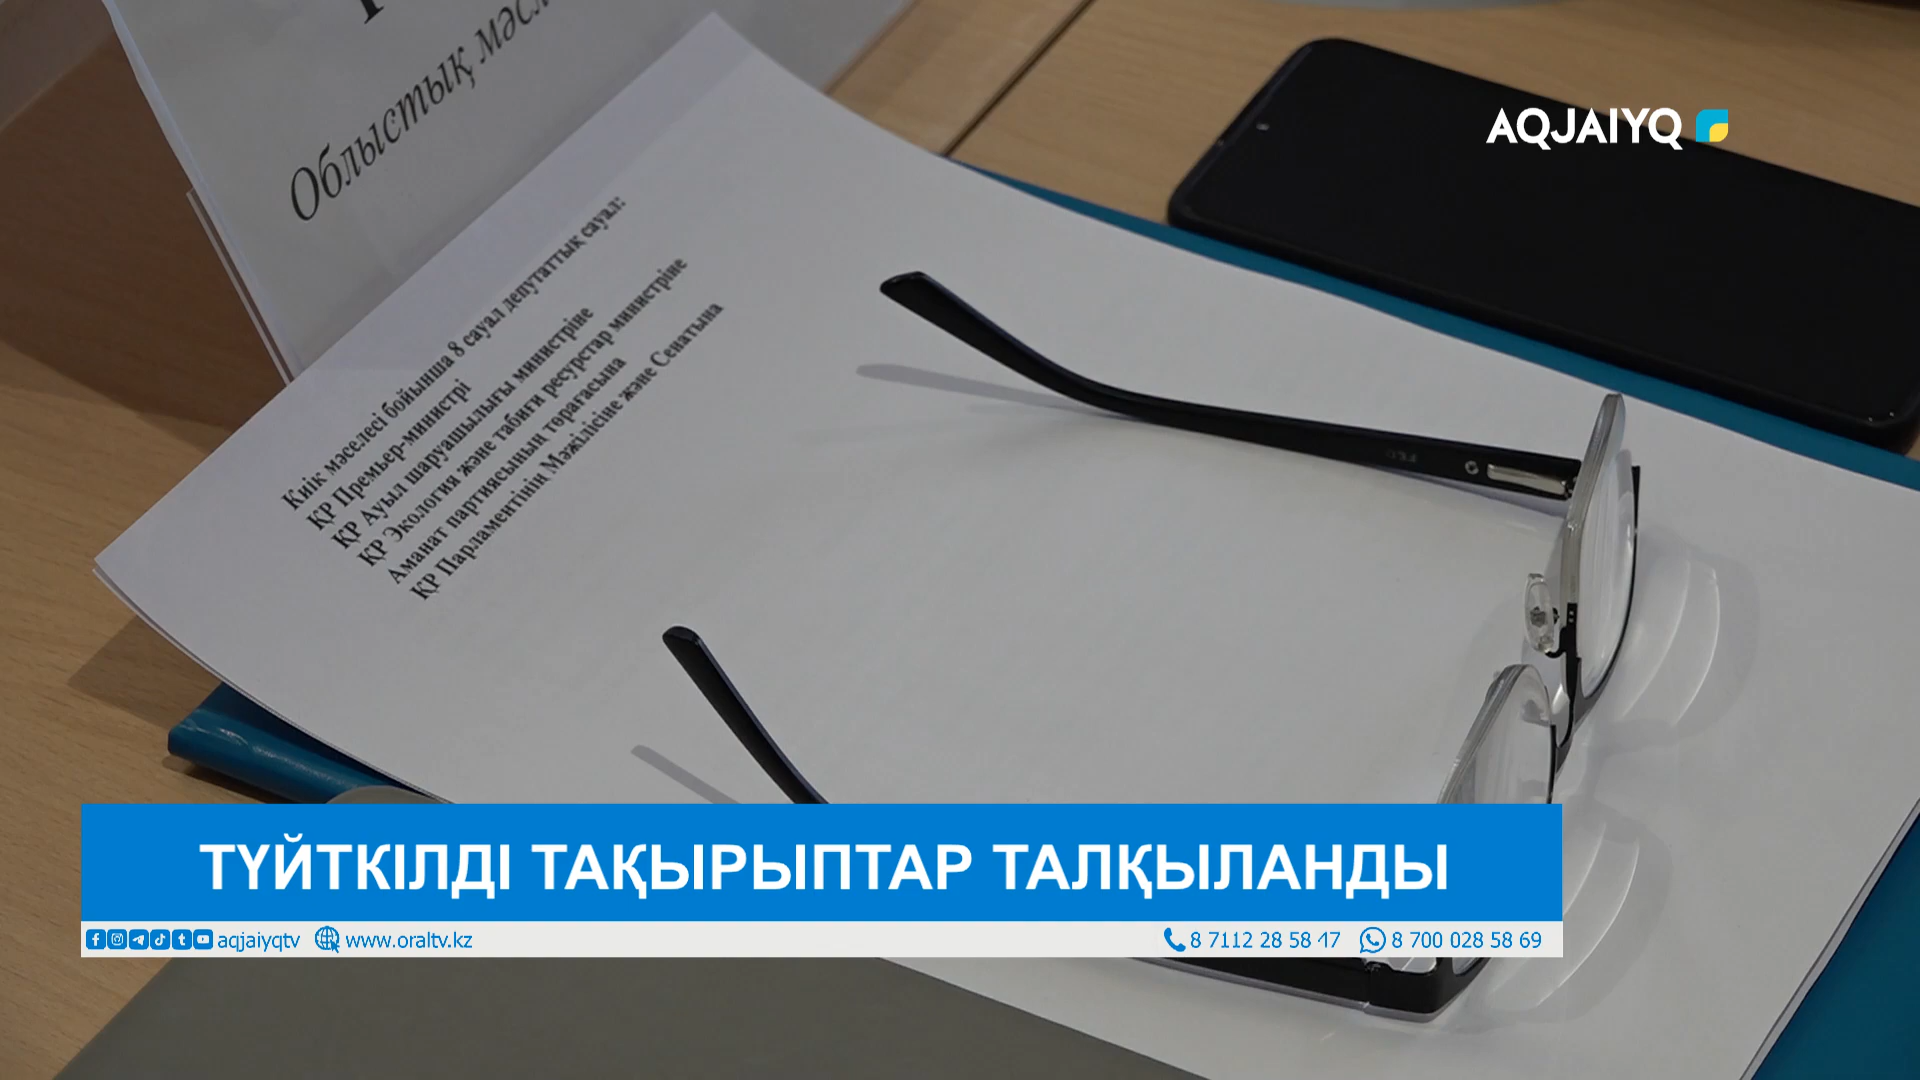 Облыстық
AQJAIYQ
Киік мәселесі бойынша 8 сауал депутаттық сауал:
ҚР Премьер-министрі
ҚР Ауыл шаруашылығы министріне
ҚР Экология және табиғи ресурстар министріне
Аманат партиясының төрағасына
ҚР Парламентінің Мәжілісіне және Сенатына
ТҮЙТКІЛДІ ТАҚЫРЫПТАР ТАЛҚЫЛАНДЫ
aqjaiyqtv www.oraltv.kz 8 7112 28 58 47 8 700 028 58 69